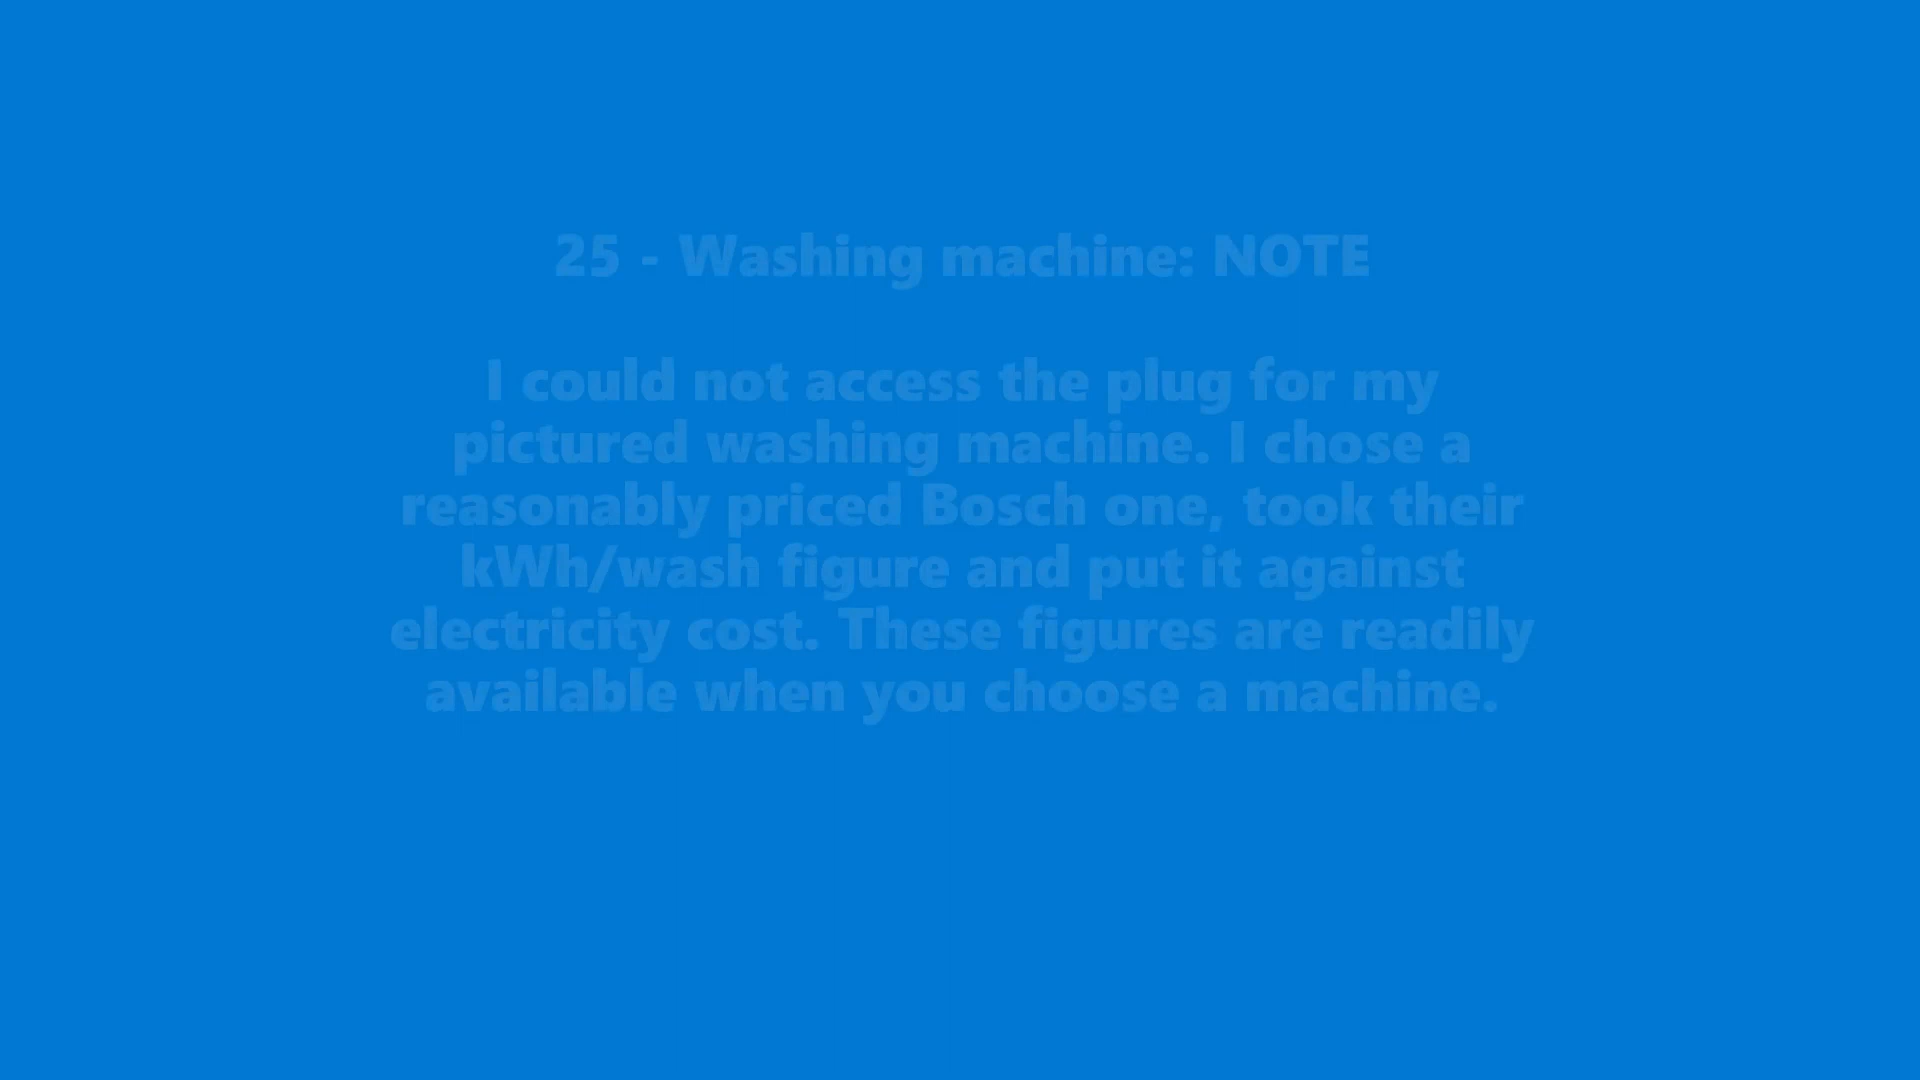 25 - Washing machine: NOTE
I could not access the plug for my
pictured washing machine. I chose a
reasonably priced Bosch one, took their
kWh/wash figure and put it against
electricity cost. These figures are readily
available when you choose a machine.